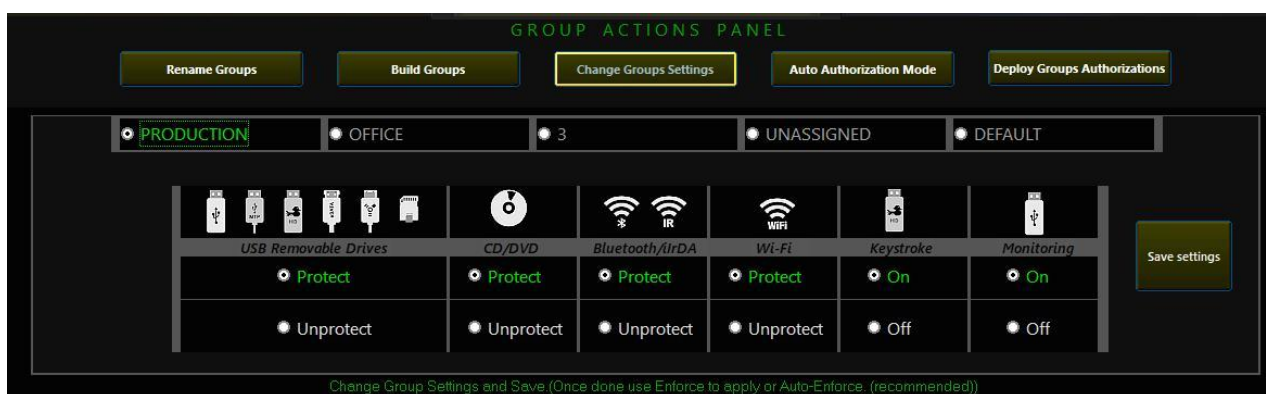 GROUP ACTIONS PANEL
Rename Groups
Build Groups
Change Groups Settings
Auto Authorization Mode
Deploy Groups Authorizations
PRODUCTION
OFFICE
3
UNASSIGNED
DEFAULT
IR
WiFi
USB Removable Drives
CD/DVD
Bluetooth/iIrDA
Wi-Fi
Keystroke
Monitoring
Protect
Protect
Protect
Protect
On
On
Save settings
Unprotect
Unprotect
Unprotect
Unprotect
Off
Off
Change Group Settings and Save.(Once done use Enforce to apply or Auto-Enforce. (recommended))